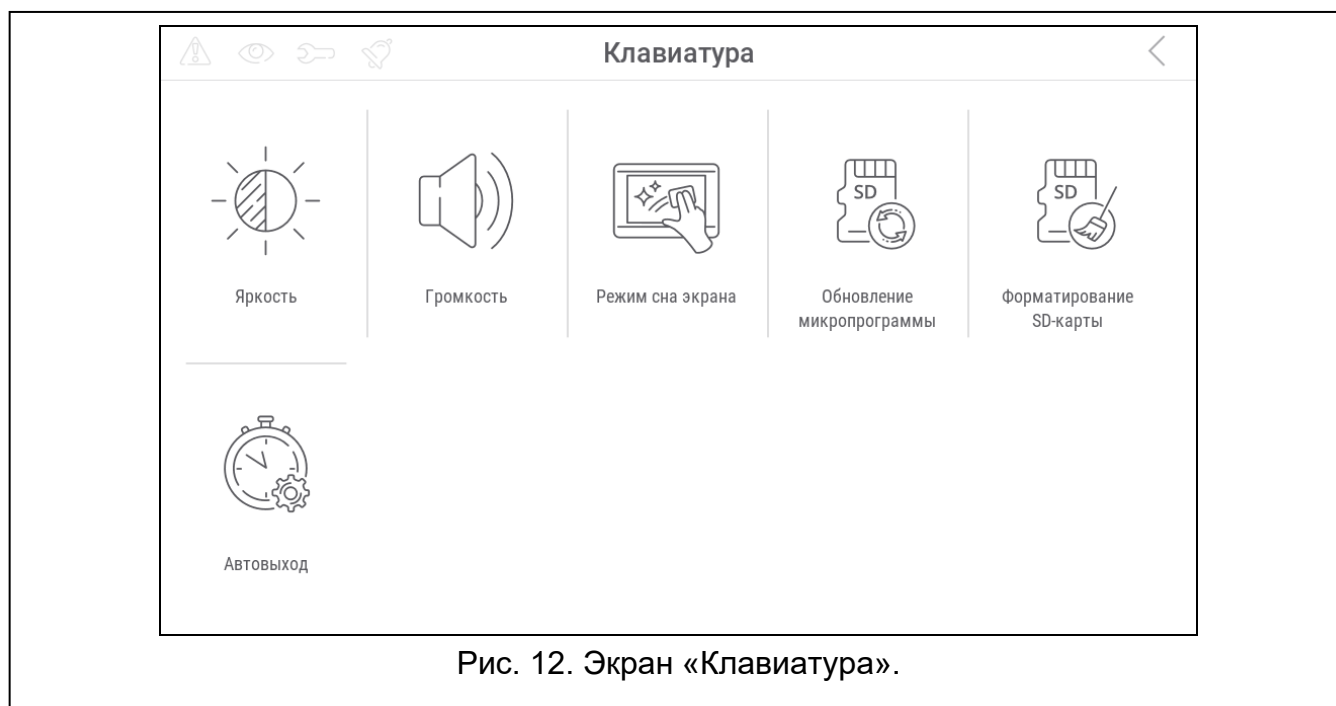 Клавиатура
SD
SD
Яркость
Громкость
Режим сна экрана
Обновление
микропрограммы
Форматирование
SD-карты
Автовыход
Рис. 12. Экран «Клавиатура».